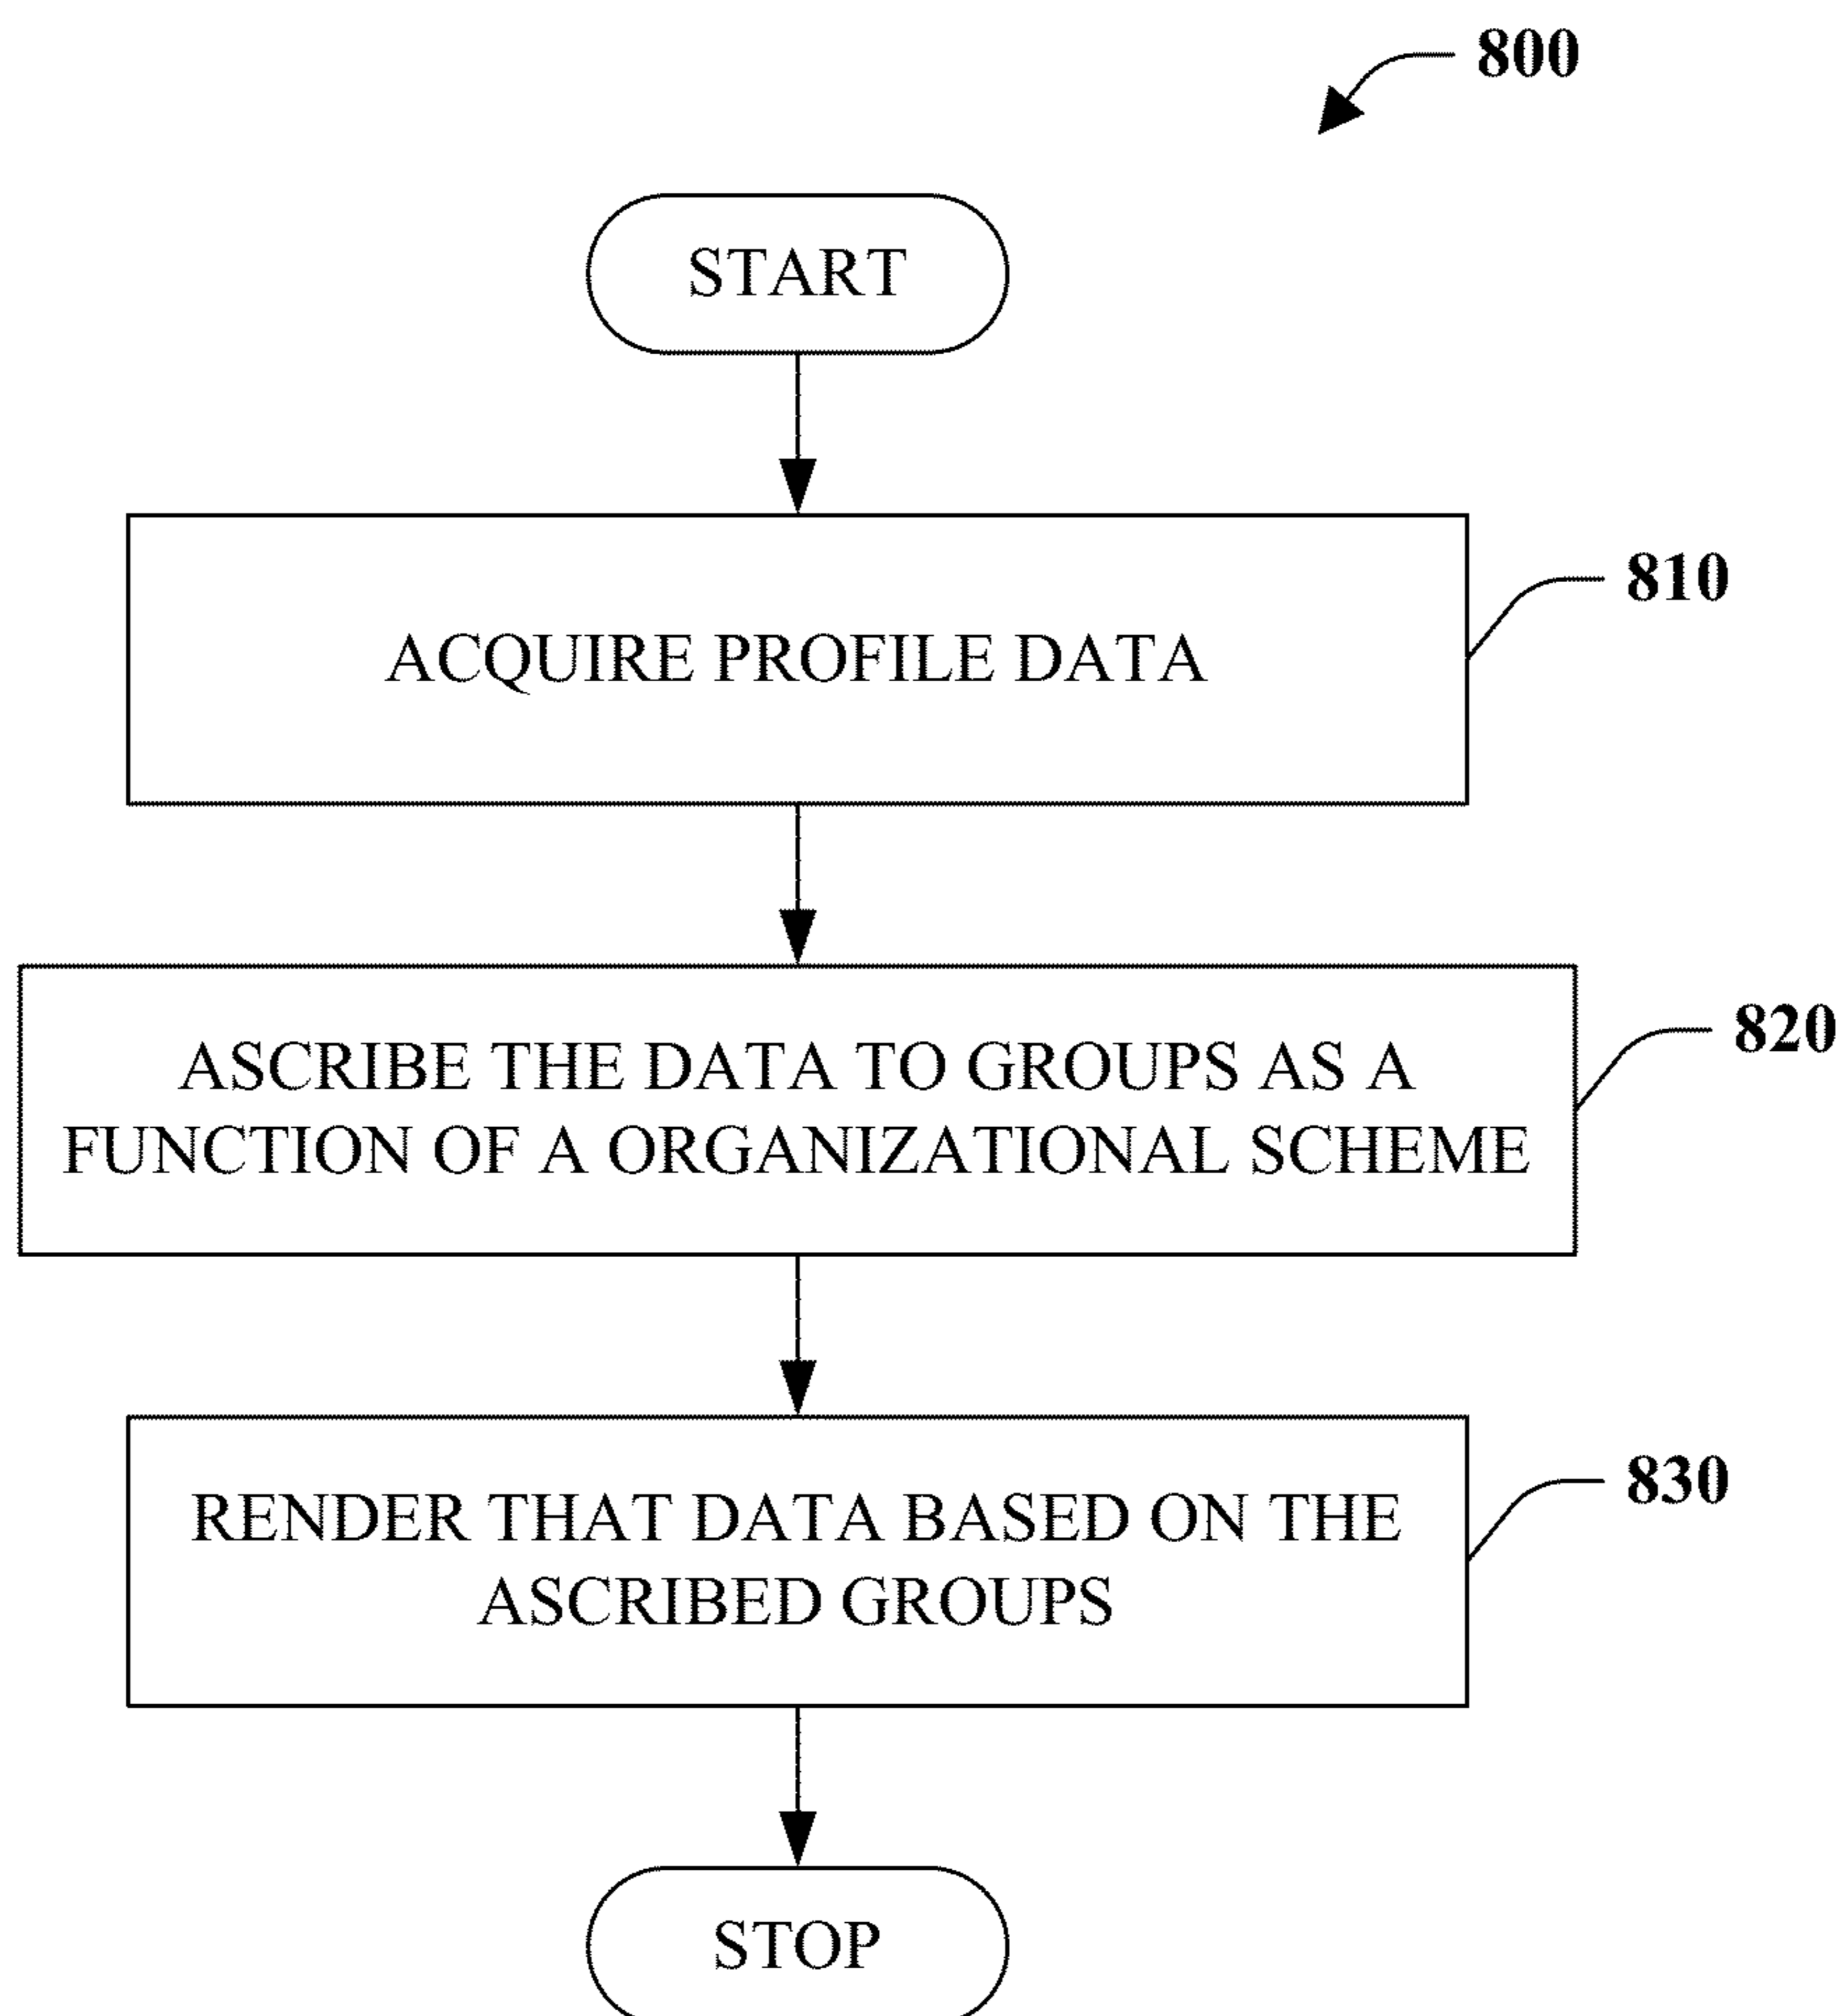 800
START
ACQUIRE PROFILE DATA
810
ASCRIBE THE DATA TO GROUPS AS A
FUNCTION OF A ORGANIZATIONAL SCHEME
820
RENDER THAT DATA BASED ON THE
ASCRIBED GROUPS
830
STOP